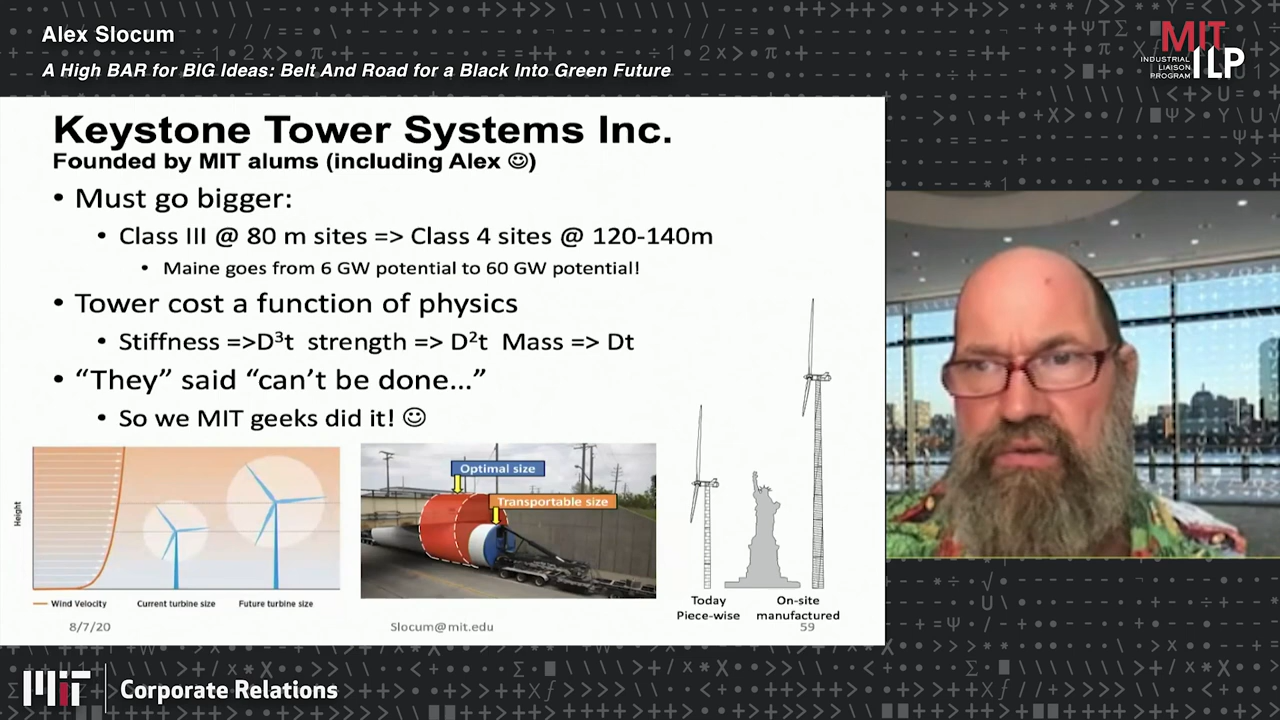 Alex Slocum
A High BAR for BIG Ideas: Belt And Road for a Black Into Green Future
MIT
INDUSTRIAL
LIAISON
PROGRAM
ILP
Keystone Tower Systems Inc.
Founded by MIT alums (including Alex ☺)
• Must go bigger:
• Class III @ 80 m sites => Class 4 sites @ 120-140m
• Maine goes from 6 GW potential to 60 GW potential!
• Tower cost a function of physics
• Stiffness =>D³t strength => D²t Mass => Dt
• “They” said “can’t be done…”
• So we MIT geeks did it! ☺
Height
Wind Velocity
Current turbine size
Future turbine size
Optimal size
Transportable size
Today
Piece-wise
On-site
manufactured
8/7/20
Slocum@mit.edu
59
MIT
Corporate Relations